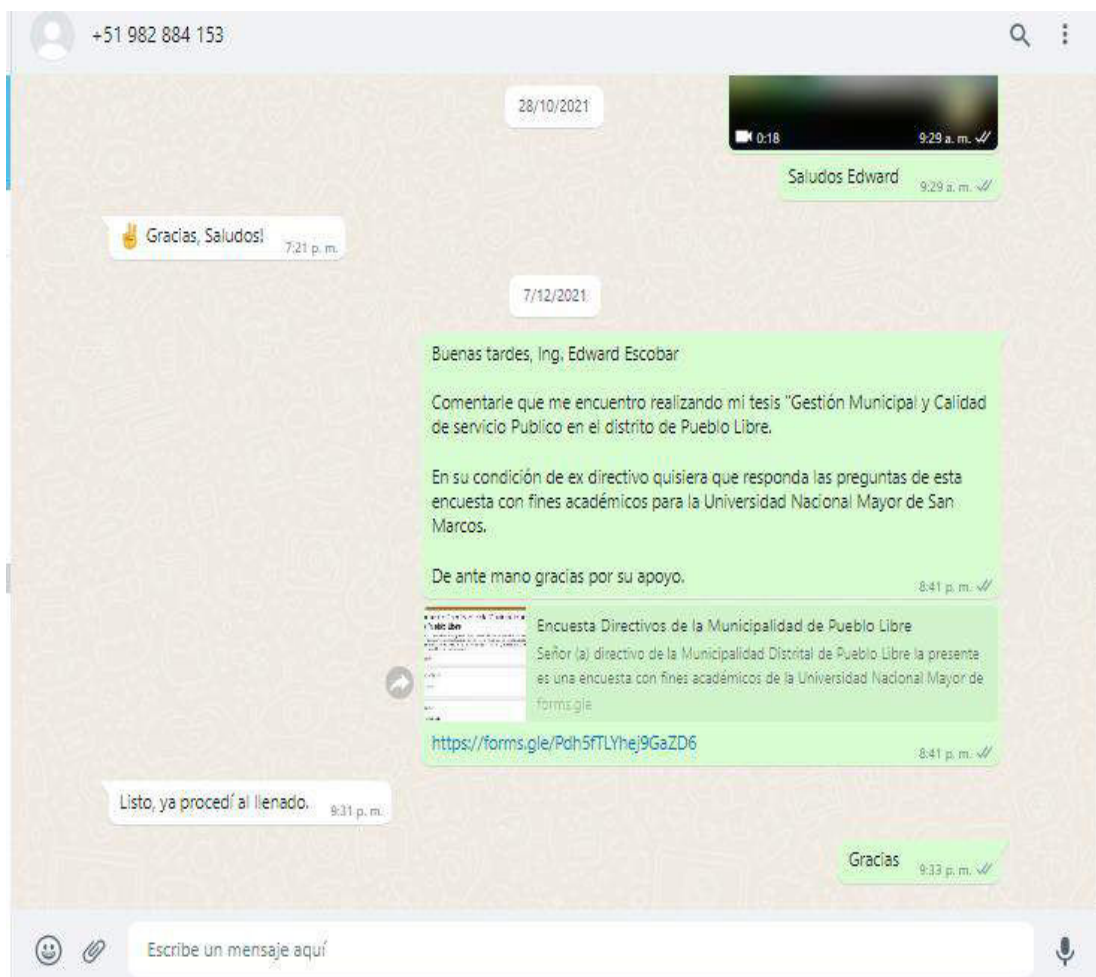 +51 982 884 153
28/10/2021
0:18 9:29 a. m.
Saludos Edward 9:29 a. m.
Gracias, Saludos! 7:21 p. m.
7/12/2021
Buenas tardes, Ing. Edward Escobar
Comentarle que me encuentro realizando mi tesis "Gestión Municipal y Calidad
de servicio Publico en el distrito de Pueblo Libre.
En su condición de ex directivo quisiera que responda las preguntas de esta
encuesta con fines académicos para la Universidad Nacional Mayor de San
Marcos.
De ante mano gracias por su apoyo.
8:41 p. m.
Encuesta Directivos de la Municipalidad de Pueblo Libre
Señor (a) directivo de la Municipalidad Distrital de Pueblo Libre la presente
es una encuesta con fines académicos de la Universidad Nacional Mayor de
forms.gle
https://forms.gle/Pdh5fTLYhej9GaZD6
8:41 p. m.
Listo, ya procedí al llenado. 9:31 p. m.
Gracias 9:33 p. m.
Escribe un mensaje aquí